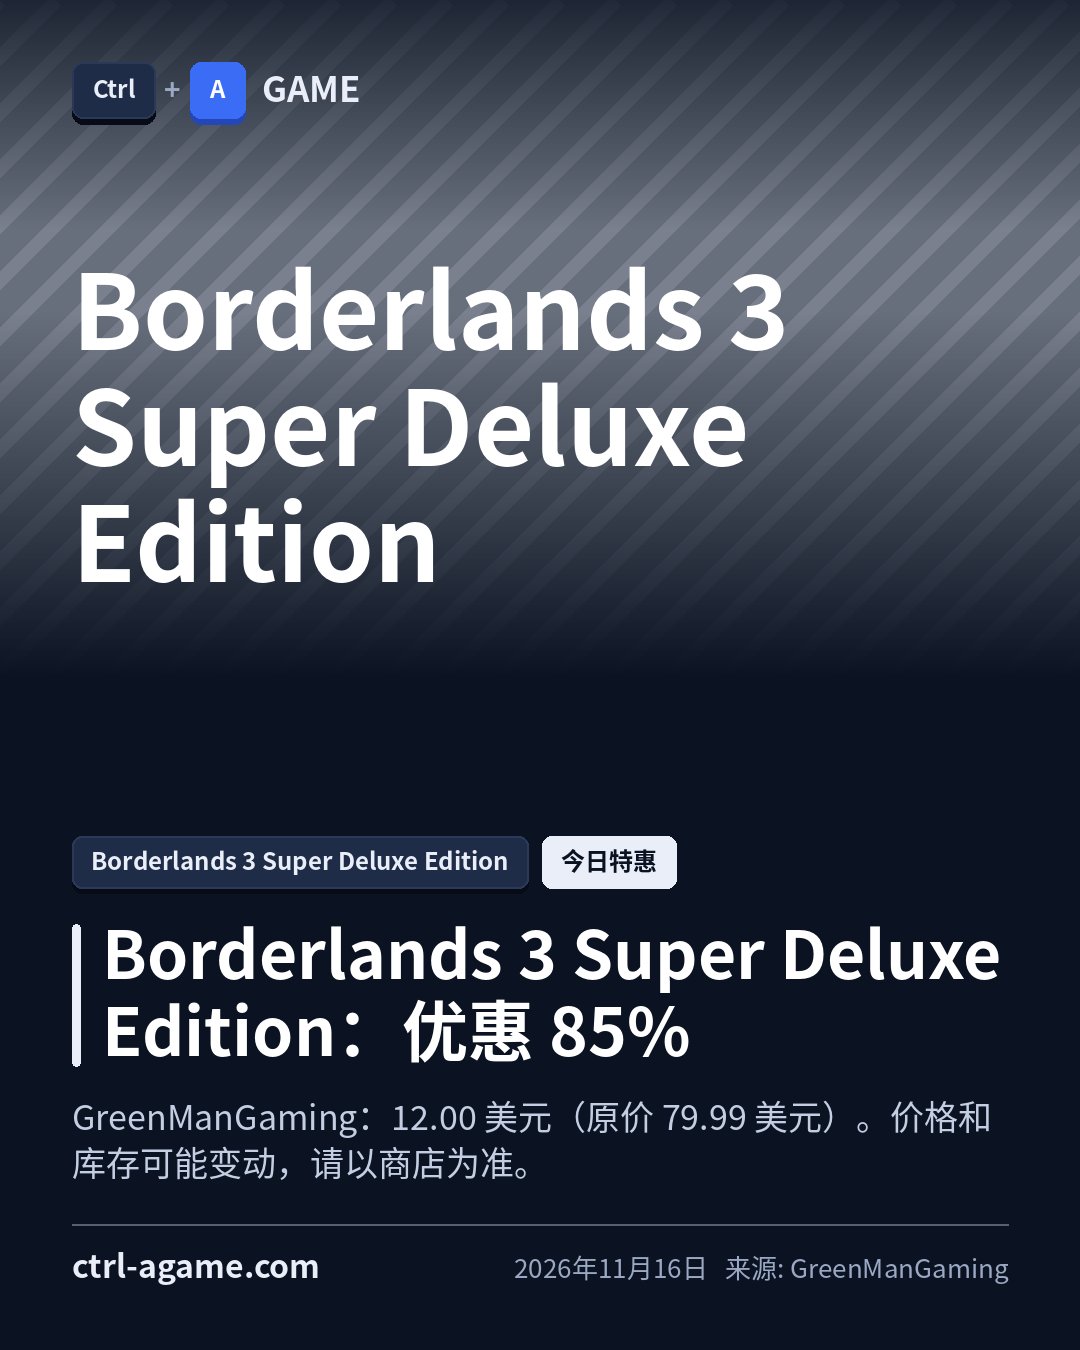 Ctrl + A GAME
Borderlands 3
Super Deluxe
Edition
Borderlands 3 Super Deluxe Edition 今日特惠
Borderlands 3 Super Deluxe
Edition：优惠 85%
GreenManGaming：12.00 美元（原价 79.99 美元）。价格和
库存可能变动，请以商店为准。
ctrl-agame.com 2026年11月16日 来源: GreenManGaming